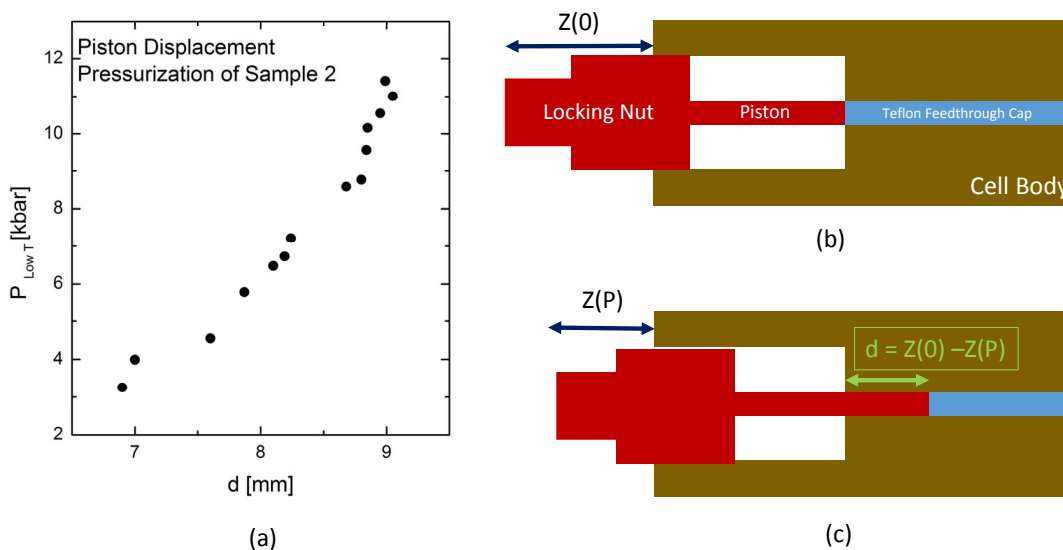 Piston Displacement
Pressurization of Sample 2
12
10
8
6
4
2
P Low T [kbar]
7
8
9
d [mm]
(a)
Z(0)
Locking Nut
Piston
Teflon Feedthrough Cap
Cell Body
(b)
Z(P)
d = Z(0) –Z(P)
(c)